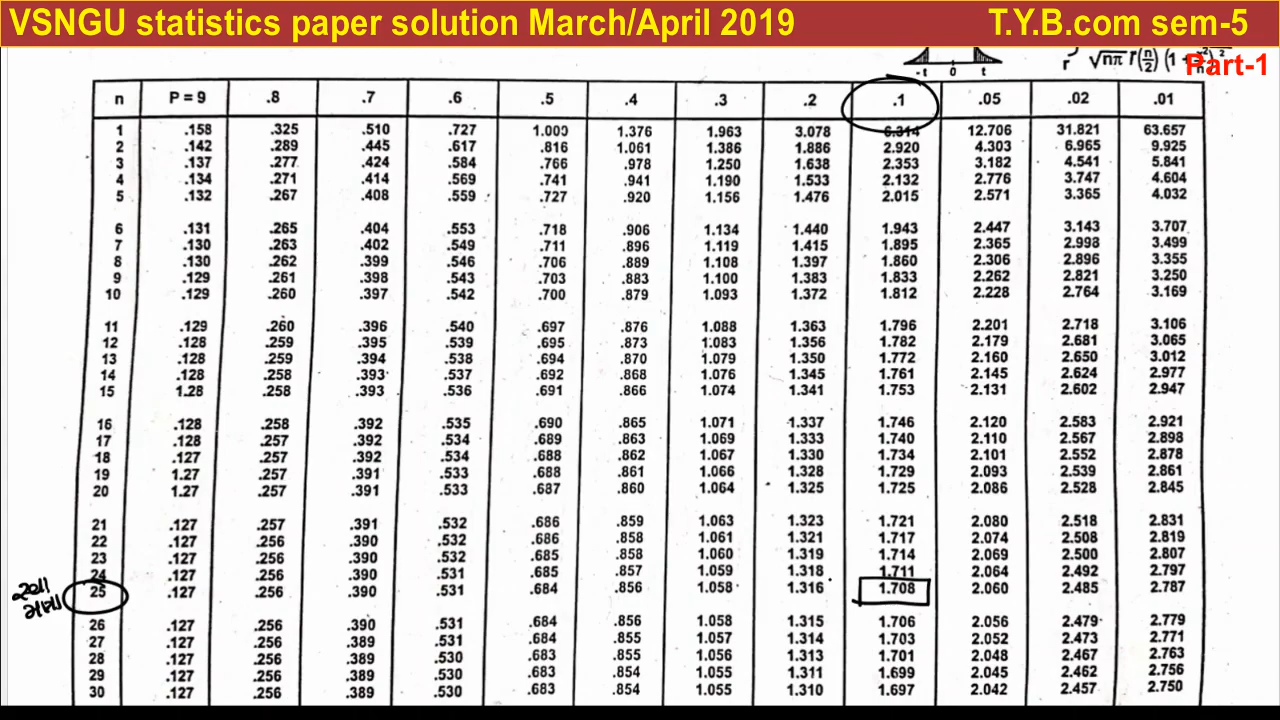 VSNGU statistics paper solution March/April 2019 T.Y.B.com sem-5
Part-1
-t 0 t
n P = 9 .8 .7 .6 .5 .4 .3 .2 .1 .05 .02 .01
1 .158 .325 .510 .727 1.000 1.376 1.963 3.078 6.314 12.706 31.821 63.657
2 .142 .289 .445 .617 .816 1.061 1.386 1.886 2.920 4.303 6.965 9.925
3 .137 .277 .424 .584 .766 .978 1.250 1.638 2.353 3.182 4.541 5.841
4 .134 .271 .414 .569 .741 .941 1.190 1.533 2.132 2.776 3.747 4.604
5 .132 .267 .408 .559 .727 .920 1.156 1.476 2.015 2.571 3.365 4.032
6 .131 .265 .404 .553 .718 .906 1.134 1.440 1.943 2.447 3.143 3.707
7 .130 .263 .402 .549 .711 .896 1.119 1.415 1.895 2.365 2.998 3.499
8 .130 .262 .399 .546 .706 .889 1.108 1.397 1.860 2.306 2.896 3.355
9 .129 .261 .398 .543 .703 .883 1.100 1.383 1.833 2.262 2.821 3.250
10 .129 .260 .397 .542 .700 .879 1.093 1.372 1.812 2.228 2.764 3.169
11 .129 .260 .396 .540 .697 .876 1.088 1.363 1.796 2.201 2.718 3.106
12 .128 .259 .395 .539 .695 .873 1.083 1.356 1.782 2.179 2.681 3.065
13 .128 .259 .394 .538 .694 .870 1.079 1.350 1.772 2.160 2.650 3.012
14 .128 .258 .393 .537 .692 .868 1.076 1.345 1.761 2.145 2.624 2.977
15 1.28 .258 .393 .536 .691 .866 1.074 1.341 1.753 2.131 2.602 2.947
16 .128 .258 .392 .535 .690 .865 1.071 1.337 1.746 2.120 2.583 2.921
17 .128 .257 .392 .534 .689 .863 1.069 1.333 1.740 2.110 2.567 2.898
18 .127 .257 .392 .534 .688 .862 1.067 1.330 1.734 2.101 2.552 2.878
19 1.27 .257 .391 .533 .688 .861 1.066 1.328 1.729 2.093 2.539 2.861
20 1.27 .257 .391 .533 .687 .860 1.064 1.325 1.725 2.086 2.528 2.845
21 .127 .257 .391 .532 .686 .859 1.063 1.323 1.721 2.080 2.518 2.831
22 .127 .256 .390 .532 .686 .858 1.061 1.321 1.717 2.074 2.508 2.819
23 .127 .256 .390 .532 .685 .858 1.060 1.319 1.714 2.069 2.500 2.807
24 .127 .256 .390 .531 .685 .857 1.059 1.318 1.711 2.064 2.492 2.797
25 .127 .256 .390 .531 .684 .856 1.058 1.316 1.708 2.060 2.485 2.787
26 .127 .256 .390 .531 .684 .856 1.058 1.315 1.706 2.056 2.479 2.779
27 .127 .256 .389 .531 .684 .855 1.057 1.314 1.703 2.052 2.473 2.771
28 .127 .256 .389 .530 .683 .855 1.056 1.313 1.701 2.048 2.467 2.763
29 .127 .256 .389 .530 .683 .854 1.055 1.311 1.699 2.045 2.462 2.756
30 .127 .256 .389 .530 .683 .854 1.055 1.310 1.697 2.042 2.457 2.750